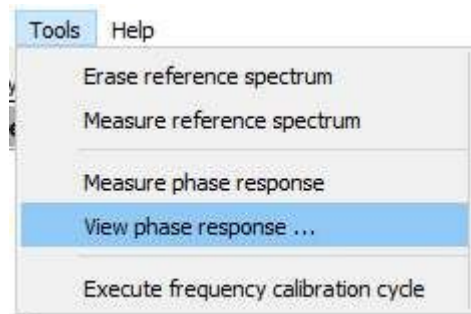 Tools Help
Erase reference spectrum
Measure reference spectrum
Measure phase response
View phase response ...
Execute frequency calibration cycle